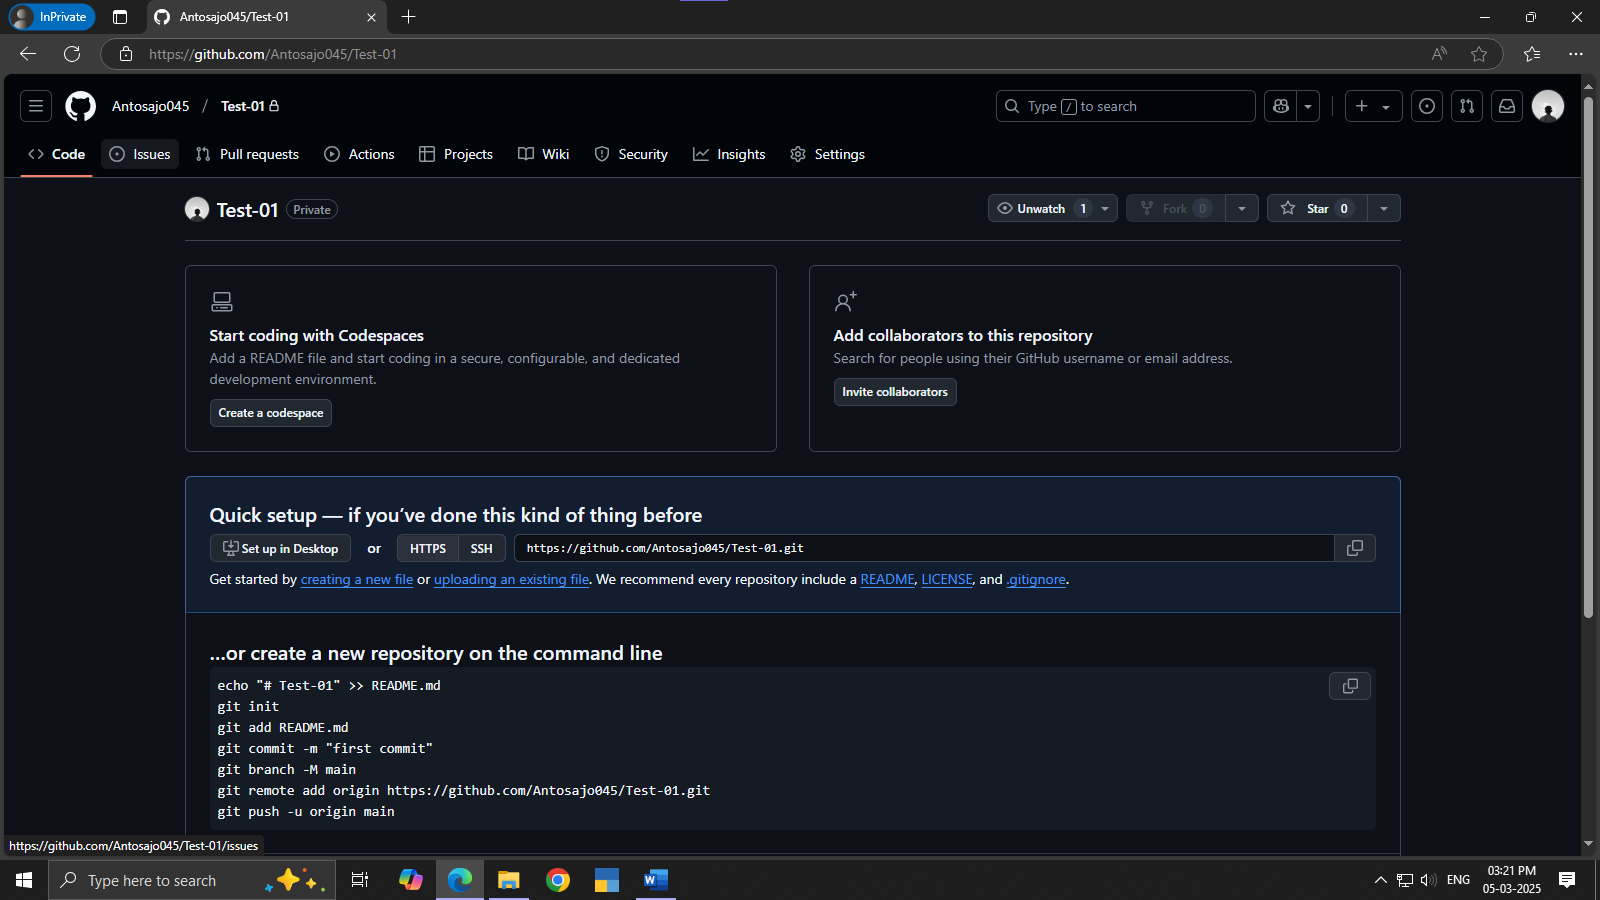 InPrivate
Antosajo045/Test-01
https://github.com/Antosajo045/Test-01
Antosajo045 / Test-01
Type / to search
Code
Issues
Pull requests
Actions
Projects
Wiki
Security
Insights
Settings
Test-01 Private
Unwatch 1
Fork 0
Star 0
Start coding with Codespaces
Add a README file and start coding in a secure, configurable, and dedicated
development environment.
Create a codespace
Add collaborators to this repository
Search for people using their GitHub username or email address.
Invite collaborators
Quick setup — if you’ve done this kind of thing before
Set up in Desktop or HTTPS SSH https://github.com/Antosajo045/Test-01.git
Get started by creating a new file or uploading an existing file. We recommend every repository include a README, LICENSE, and .gitignore.
…or create a new repository on the command line
echo "# Test-01" >> README.md
git init
git add README.md
git commit -m "first commit"
git branch -M main
git remote add origin https://github.com/Antosajo045/Test-01.git
git push -u origin main
https://github.com/Antosajo045/Test-01/issues
Type here to search
ENG
03:21 PM
05-03-2025